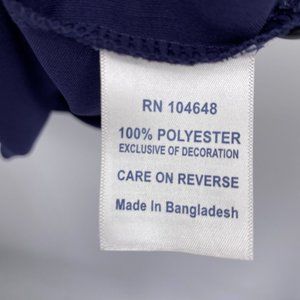 RN 104648
100% POLYESTER
EXCLUSIVE OF DECORATION
CARE ON REVERSE
Made In Bangladesh